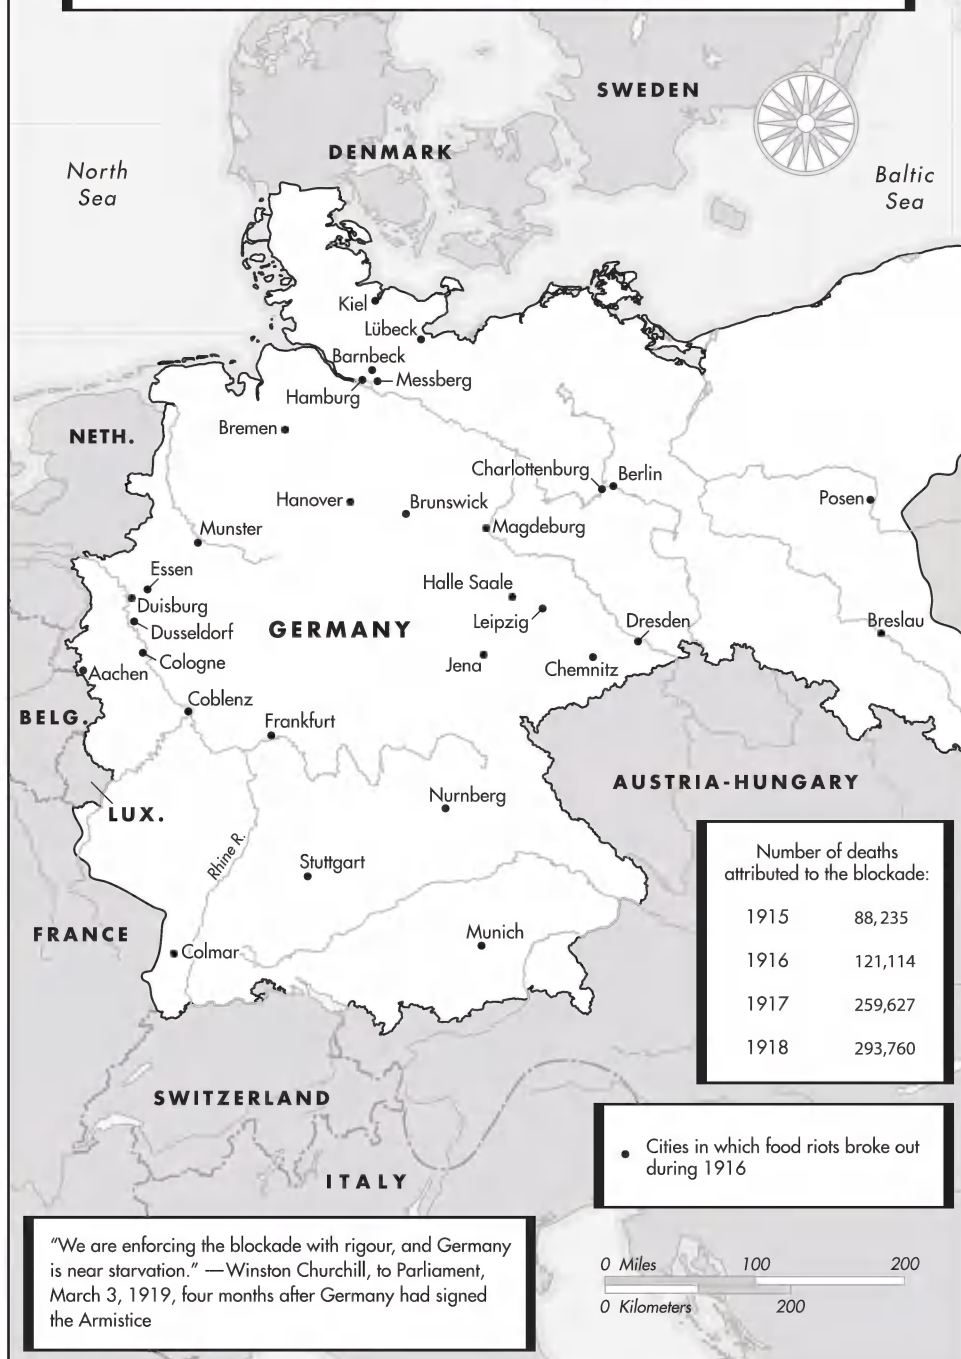 SWEDEN
DENMARK
North
Sea
Baltic
Sea
Kiel
Lübeck
Barnbeck
Messberg
Hamburg
NETH.
Bremen
Charlottenburg
Berlin
Hanover
Brunswick
Posen
Magdeburg
Munster
Essen
Halle Saale
Duisburg
Leipzig
Dusseldorf
GERMANY
Dresden
Breslau
Cologne
Jena
Chemnitz
Aachen
Coblenz
BELG.
Frankfurt
AUSTRIA-HUNGARY
Nurnberg
LUX.
Rhine R.
Stuttgart
FRANCE
Munich
Colmar
Number of deaths
attributed to the blockade:
1915 88,235
1916 121,114
1917 259,627
1918 293,760
SWITZERLAND
ITALY
Cities in which food riots broke out
during 1916
"We are enforcing the blockade with rigour, and Germany
is near starvation." —Winston Churchill, to Parliament,
March 3, 1919, four months after Germany had signed
the Armistice
0 Miles 100 200
0 Kilometers 200